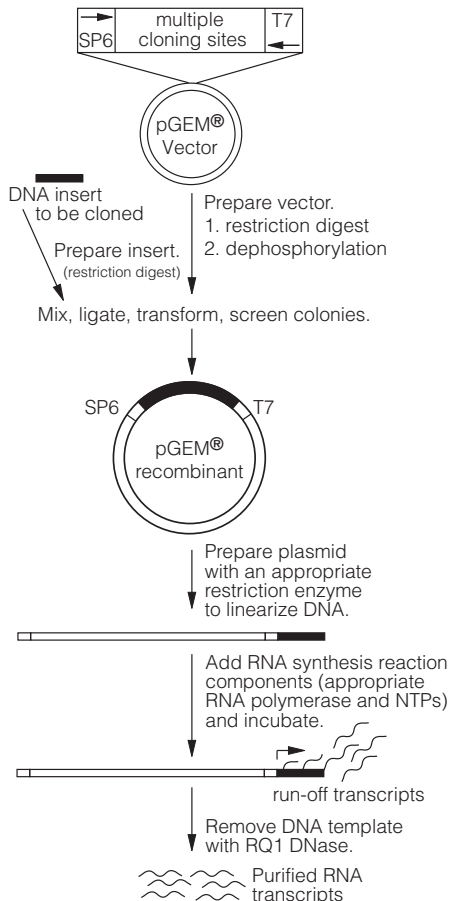 SP6
multiple
cloning sites
T7
pGEM®
Vector
DNA insert
to be cloned
Prepare vector.
1. restriction digest
2. dephosphorylation
Prepare insert.
(restriction digest)
Mix, ligate, transform, screen colonies.
SP6
T7
pGEM®
recombinant
Prepare plasmid
with an appropriate
restriction enzyme
to linearize DNA.
Add RNA synthesis reaction
components (appropriate
RNA polymerase and NTPs)
and incubate.
run-off transcripts
Remove DNA template
with RQ1 DNase.
Purified RNA
transcripts